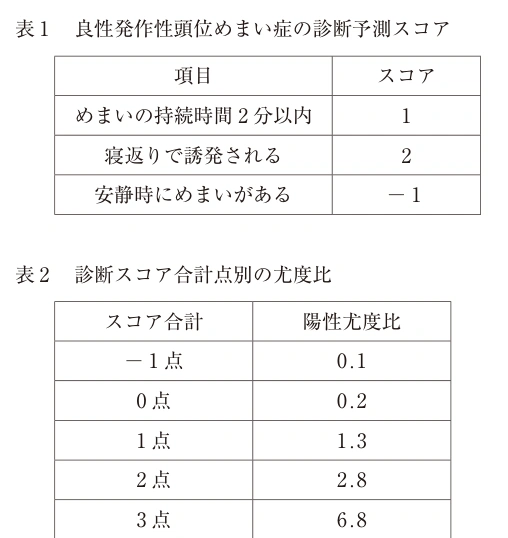 表1 良性発作性頭位めまい症の診断予測スコア
項目 スコア
めまいの持続時間2分以内 1
寝返りで誘発される 2
安静時にめまいがある －1
表2 診断スコア合計点別の尤度比
スコア合計 陽性尤度比
－1点 0.1
0点 0.2
1点 1.3
2点 2.8
3点 6.8